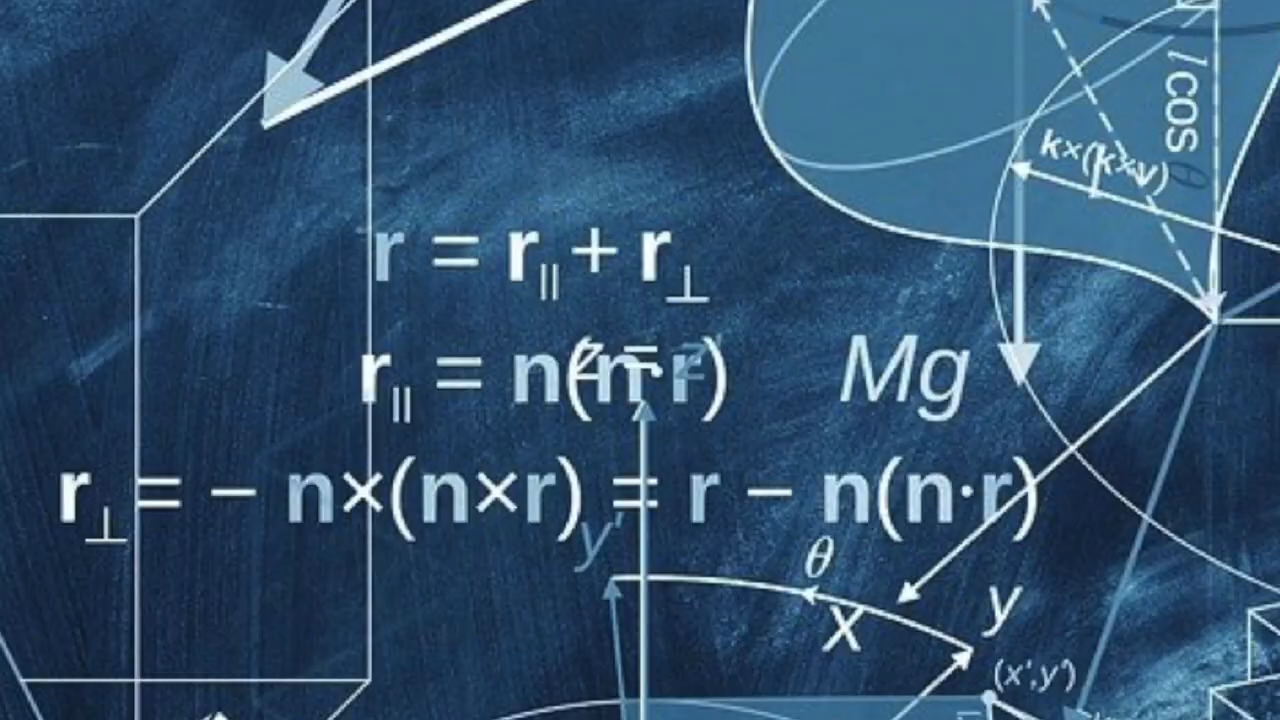 l cos θ
k×(k×v)
r = r∥ + r⊥
z = z'
r∥ = n(n·r)
Mg
r⊥ = − n×(n×r) = r − n(n·r)
y'
θ
y
x
(x',y')